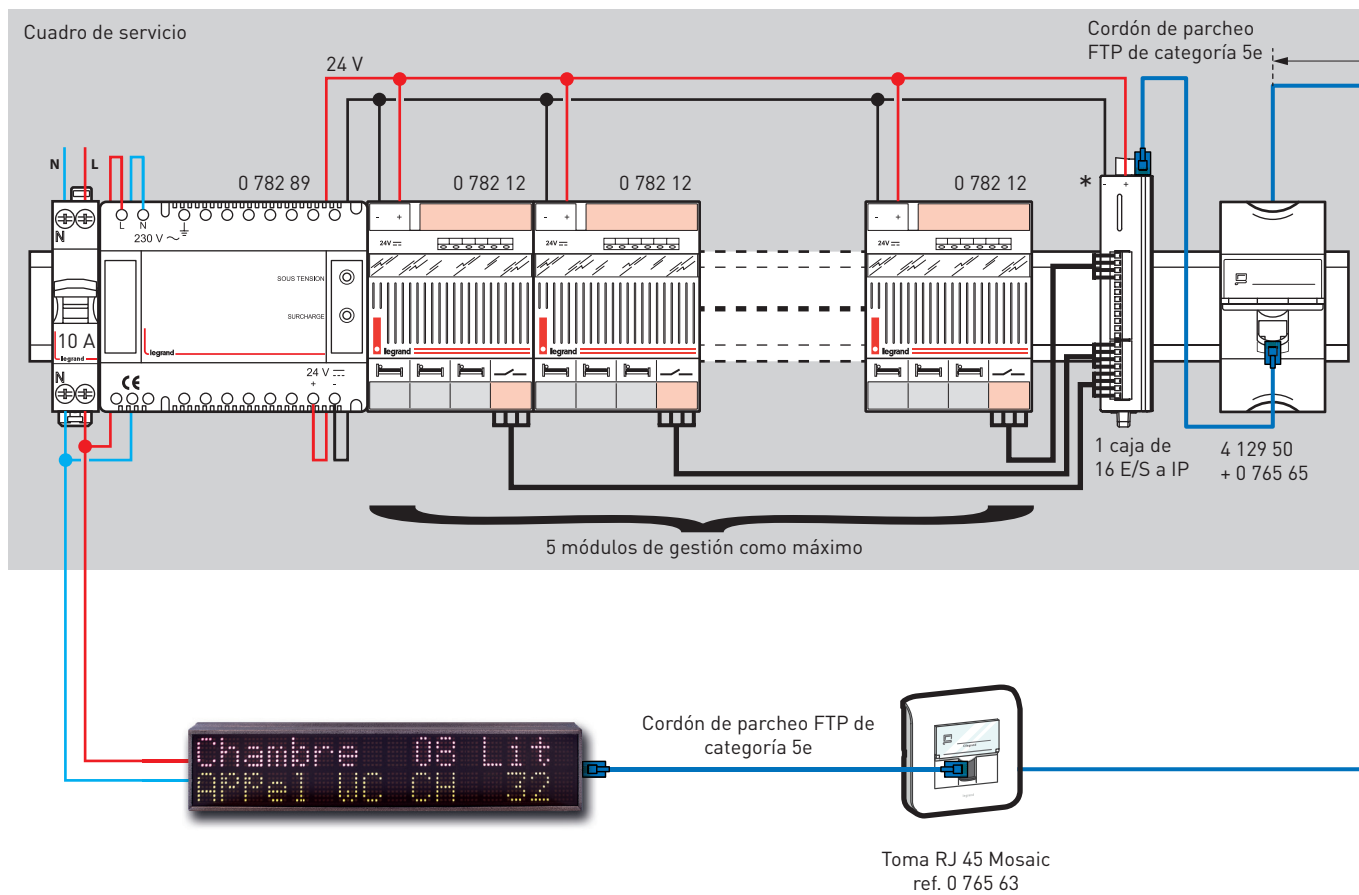 Cuadro de servicio
Cordón de parcheo
FTP de categoría 5e
24 V
N L
0 782 89
0 782 12
0 782 12
0 782 12
*
- +
L N
230 V ~
N
- +
24V
- +
24V
- +
24V
SOUS TENSION
SURCHARGE
10 A
legrand
legrand
legrand
legrand
legrand
N
CE
24 V
+ -
1 caja de
16 E/S a IP
4 129 50
+ 0 765 65
5 módulos de gestión como máximo
Chambre 08 Lit
APPel WC CH 32
Cordón de parcheo FTP de
categoría 5e
legrand
Toma RJ 45 Mosaic
ref. 0 765 63